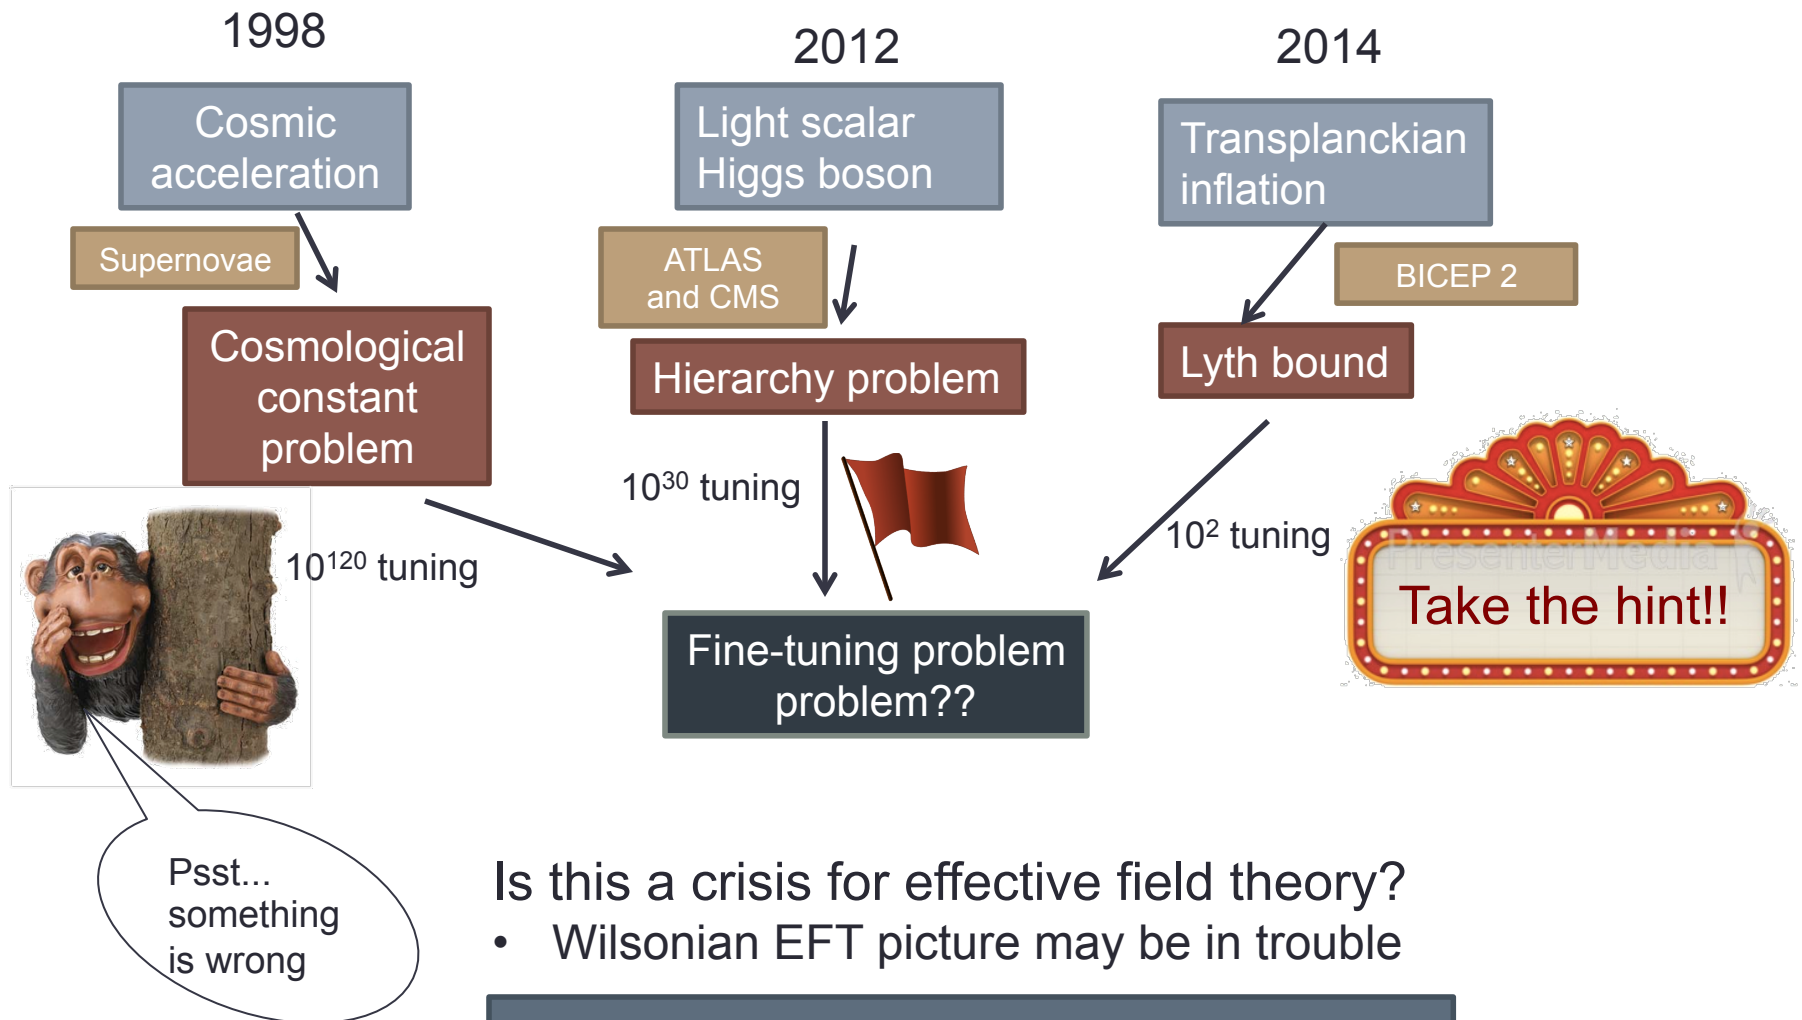 1998
2012
2014
Cosmic
acceleration
Light scalar
Higgs boson
Transplanckian
inflation
Supernovae
ATLAS
and CMS
BICEP 2
Cosmological
constant
problem
Hierarchy problem
Lyth bound
10¹²⁰ tuning
10³⁰ tuning
10² tuning
PresenterMedia
Take the hint!!
Fine-tuning problem
problem??
Psst...
something
is wrong
Is this a crisis for effective field theory?
• Wilsonian EFT picture may be in trouble